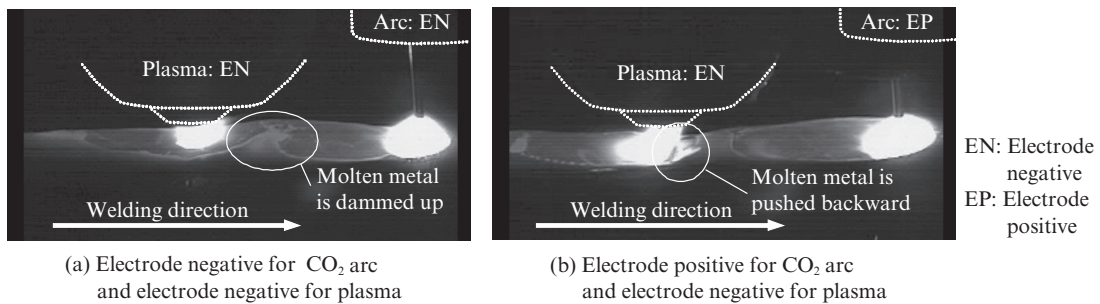 Arc: EN
Plasma: EN
Molten metal
is dammed up
Welding direction
(a) Electrode negative for CO₂ arc
and electrode negative for plasma
Arc: EP
Plasma: EN
Molten metal is
pushed backward
Welding direction
(b) Electrode positive for CO₂ arc
and electrode negative for plasma
EN: Electrode
negative
EP: Electrode
positive